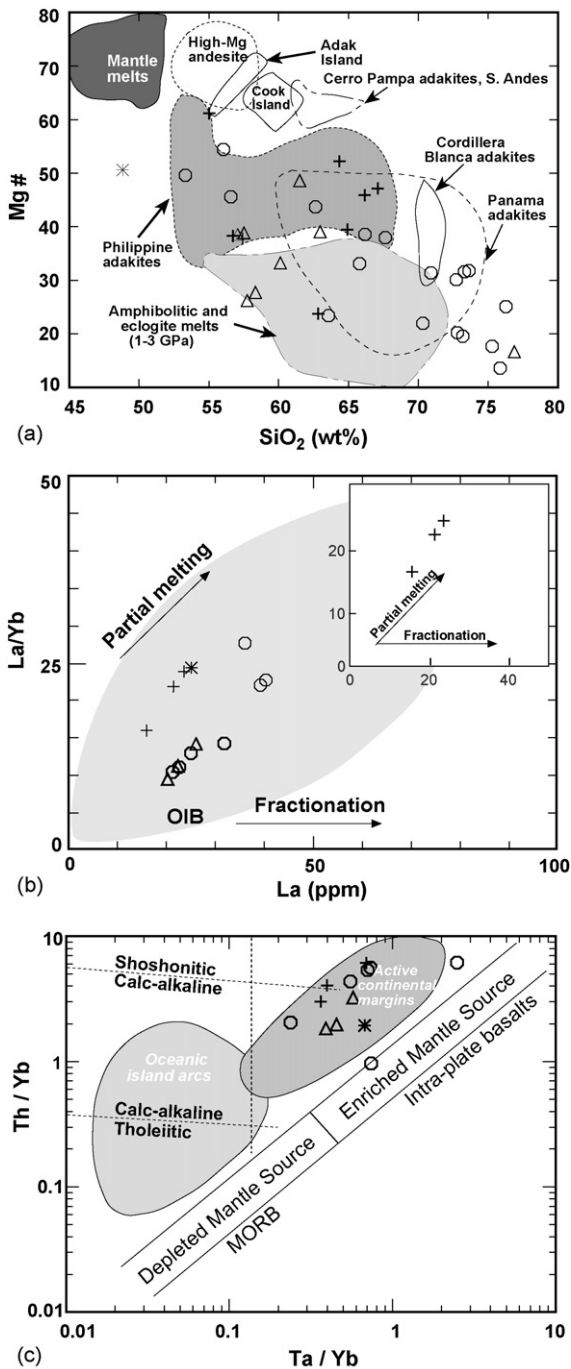 80
70
60
50
40
30
20
10
Mg #
Mantle
melts
High-Mg
andesite
Adak
Island
Cook
Island
Cerro Pampa adakites, S. Andes
Cordillera
Blanca adakites
Panama
adakites
Philippine
adakites
Amphibolitic and
eclogite melts
(1-3 GPa)
45 50 55 60 65 70 75 80
SiO₂ (wt%)
(a)
50
25
0
La/Yb
Partial melting
OIB
Fractionation
20
10
0
Partial melting
Fractionation
0 20 40
0 50 100
La (ppm)
(b)
10
1.0
0.1
0.01
Th / Yb
Shoshonitic
Calc-alkaline
Active
continental
margins
Oceanic
island arcs
Calc-alkaline
Tholeiitic
Enriched Mantle Source
Intra-plate basalts
Depleted Mantle Source
MORB
0.01 0.1 1 10
Ta / Yb
(c)